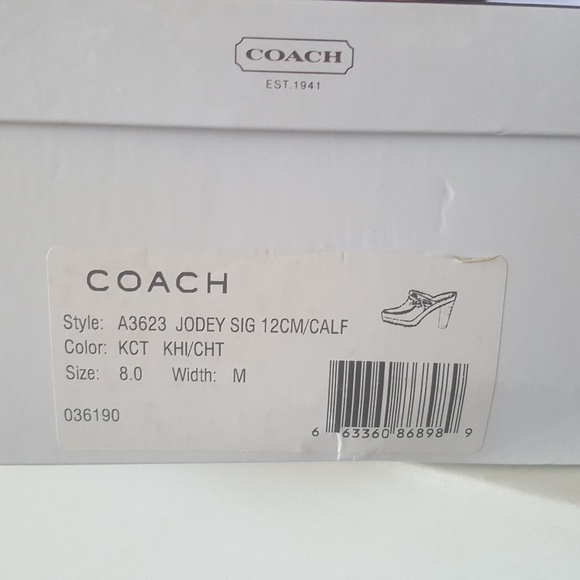 COACH
EST.1941
COACH
Style: A3623 JODEY SIG 12CM/CALF
Color: KCT KHI/CHT
Size: 8.0 Width: M
036190
6 63360 86898 9